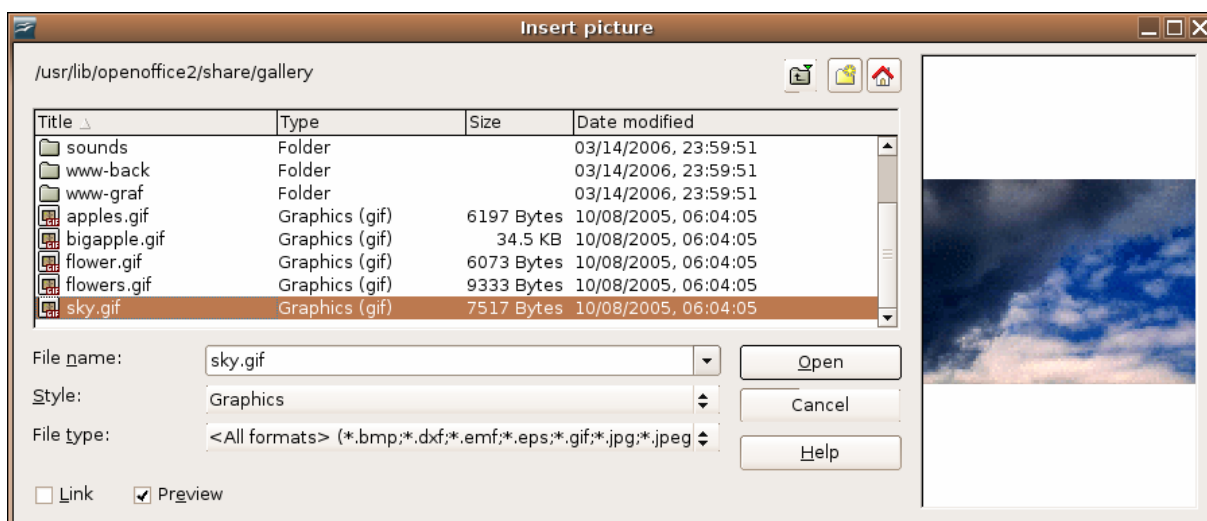 Insert picture
/usr/lib/openoffice2/share/gallery
Title Type Size Date modified
sounds Folder 03/14/2006, 23:59:51
www-back Folder 03/14/2006, 23:59:51
www-graf Folder 03/14/2006, 23:59:51
apples.gif Graphics (gif) 6197 Bytes 10/08/2005, 06:04:05
bigapple.gif Graphics (gif) 34.5 KB 10/08/2005, 06:04:05
flower.gif Graphics (gif) 6073 Bytes 10/08/2005, 06:04:05
flowers.gif Graphics (gif) 9333 Bytes 10/08/2005, 06:04:05
sky.gif Graphics (gif) 7517 Bytes 10/08/2005, 06:04:05
File name: sky.gif Open
Style: Graphics Cancel
File type: <All formats> (*.bmp;*.dxf;*.emf;*.eps;*.gif;*.jpg;*.jpeg Help
Link Preview